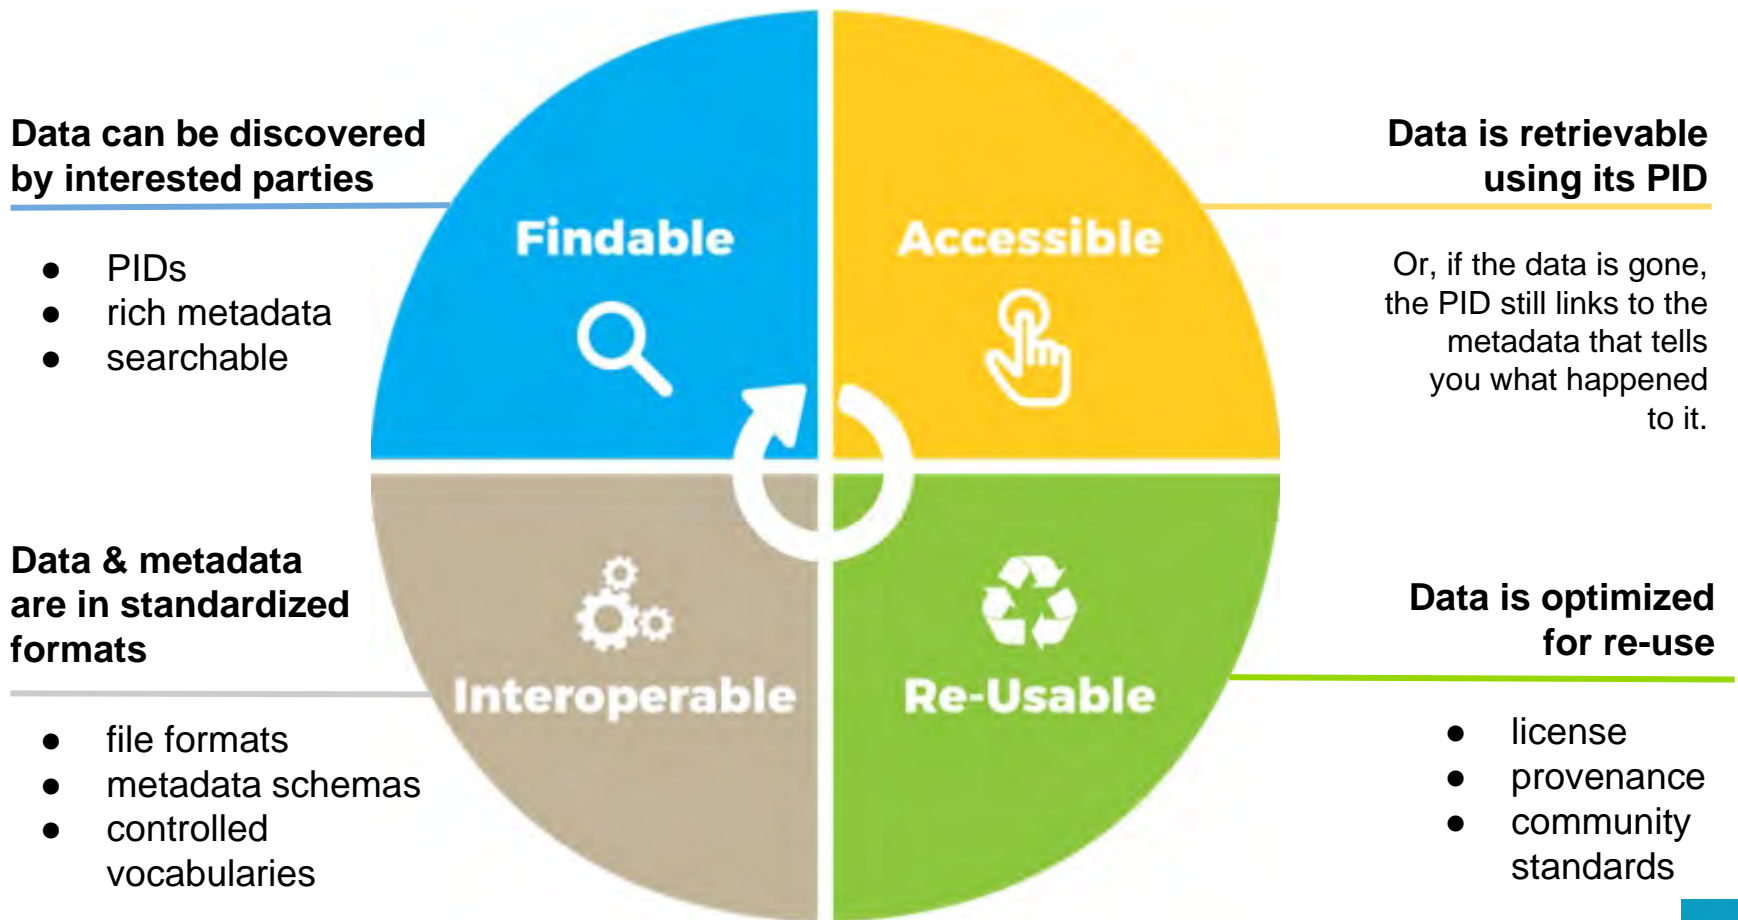 Data can be discovered
by interested parties
● PIDs
● rich metadata
● searchable
Findable
Accessible
Data is retrievable
using its PID
Or, if the data is gone,
the PID still links to the
metadata that tells
you what happened
to it.
Data & metadata
are in standardized
formats
● file formats
● metadata schemas
● controlled
vocabularies
Interoperable
Re-Usable
Data is optimized
for re-use
● license
● provenance
● community
standards